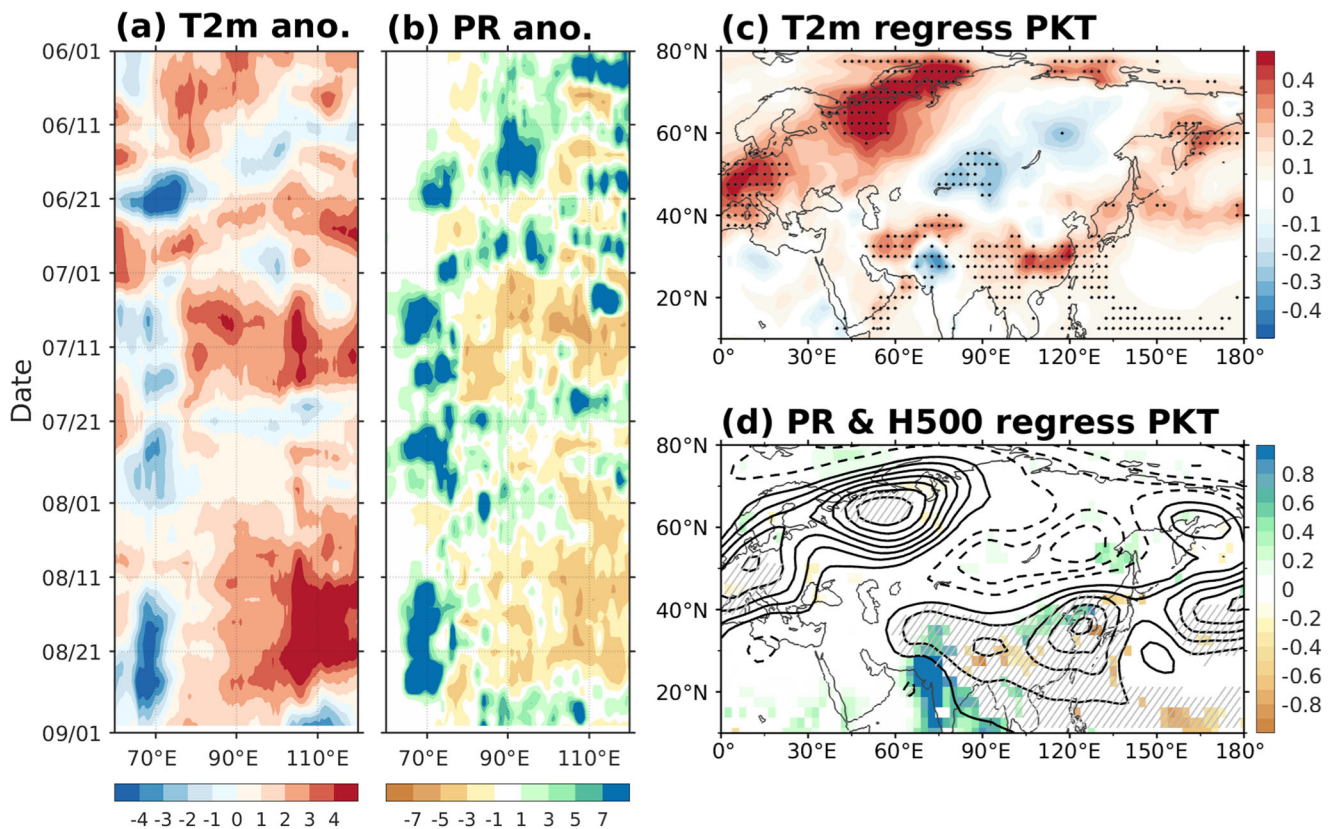 (a) T2m ano.
06/01
06/11
06/21
07/01
07/11
07/21
08/01
08/11
08/21
09/01
Date
70°E 90°E 110°E
-4 -3 -2 -1 0 1 2 3 4
(b) PR ano.
70°E 90°E 110°E
-7 -5 -3 -1 1 3 5 7
(c) T2m regress PKT
80°N
60°N
40°N
20°N
0° 30°E 60°E 90°E 120°E 150°E 180°
0.4
0.3
0.2
0.1
0
-0.1
-0.2
-0.3
-0.4
(d) PR & H500 regress PKT
80°N
60°N
40°N
20°N
0° 30°E 60°E 90°E 120°E 150°E 180°
0.8
0.6
0.4
0.2
0
-0.2
-0.4
-0.6
-0.8